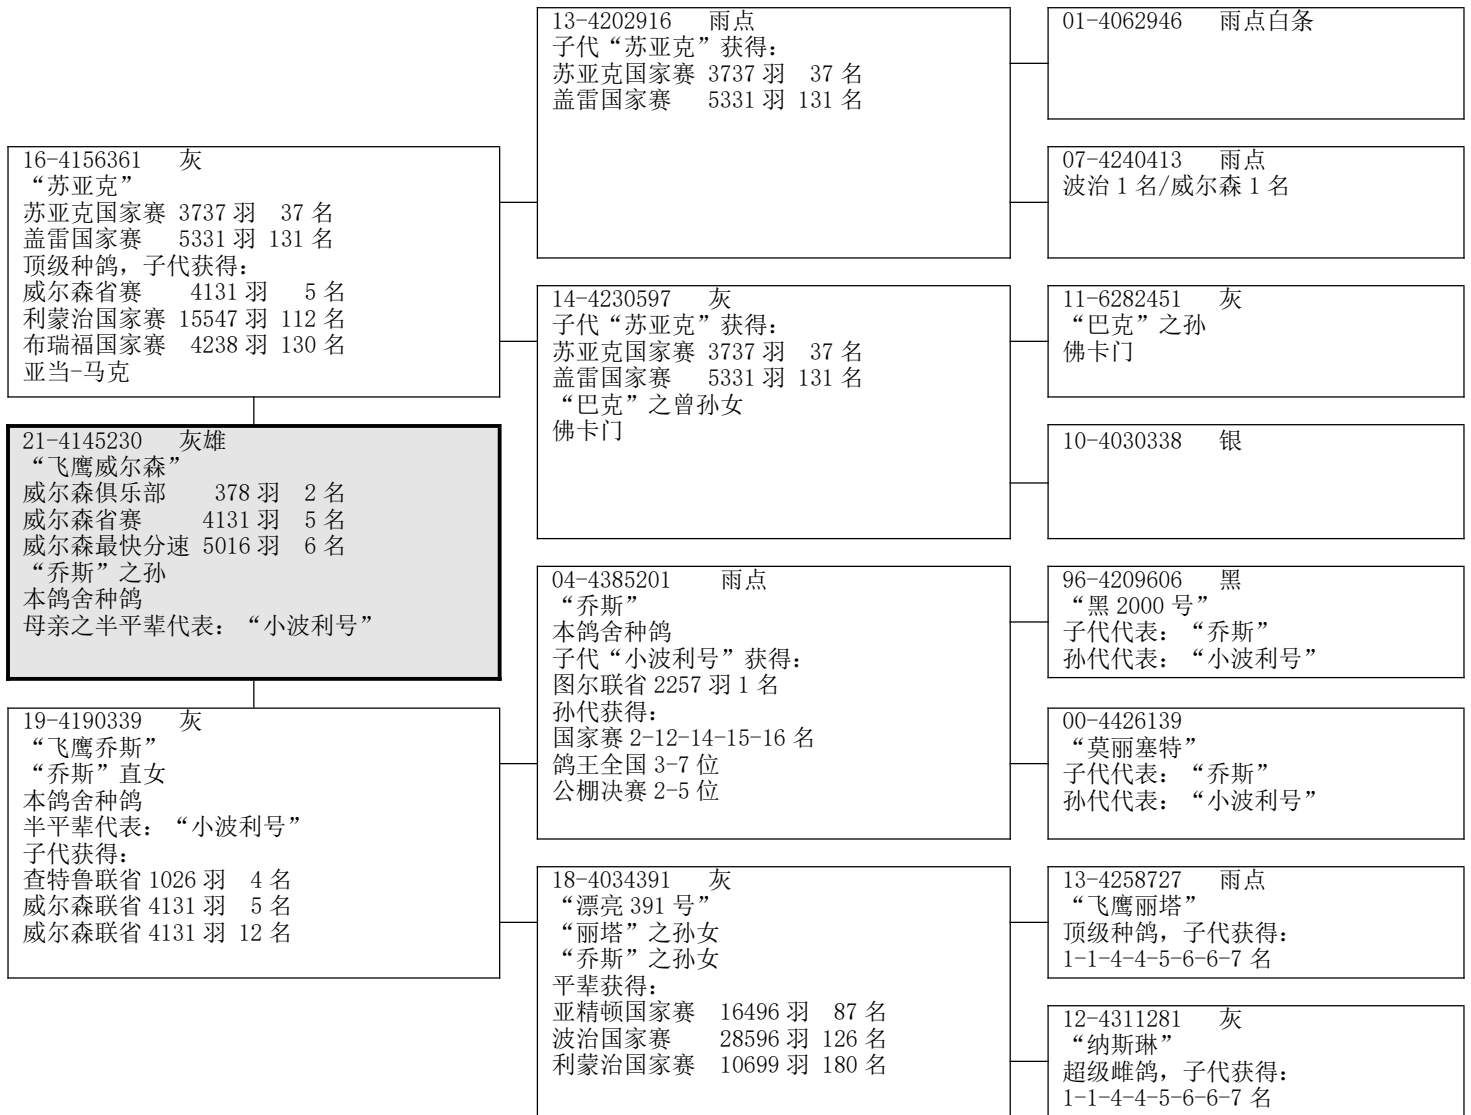 16-4156361 灰
“苏亚克”
苏亚克国家赛 3737 羽 37 名
盖雷国家赛 5331 羽 131 名
顶级种鸽，子代获得：
威尔森省赛 4131 羽 5 名
利蒙治国家赛 15547 羽 112 名
布瑞福国家赛 4238 羽 130 名
亚当-马克
21-4145230 灰雄
“飞鹰威尔森”
威尔森俱乐部 378 羽 2 名
威尔森省赛 4131 羽 5 名
威尔森最快分速 5016 羽 6 名
“乔斯”之孙
本鸽舍种鸽
母亲之半平辈代表：“小波利号”
19-4190339 灰
“飞鹰乔斯”
“乔斯”直女
本鸽舍种鸽
半平辈代表：“小波利号”
子代获得：
查特鲁联省 1026 羽 4 名
威尔森联省 4131 羽 5 名
威尔森联省 4131 羽 12 名
13-4202916 雨点
子代“苏亚克”获得：
苏亚克国家赛 3737 羽 37 名
盖雷国家赛 5331 羽 131 名
14-4230597 灰
子代“苏亚克”获得：
苏亚克国家赛 3737 羽 37 名
盖雷国家赛 5331 羽 131 名
“巴克”之曾孙女
佛卡门
04-4385201 雨点
“乔斯”
本鸽舍种鸽
子代“小波利号”获得：
图尔联省 2257 羽 1 名
孙代获得：
国家赛 2-12-14-15-16 名
鸽王全国 3-7 位
公棚决赛 2-5 位
18-4034391 灰
“漂亮 391 号”
“丽塔”之孙女
“乔斯”之孙女
平辈获得：
亚精顿国家赛 16496 羽 87 名
波治国家赛 28596 羽 126 名
利蒙治国家赛 10699 羽 180 名
01-4062946 雨点白条
07-4240413 雨点
波治 1 名/威尔森 1 名
11-6282451 灰
“巴克”之孙
佛卡门
10-4030338 银
96-4209606 黑
“黑 2000 号”
子代代表：“乔斯”
孙代代表：“小波利号”
00-4426139
“莫丽塞特”
子代代表：“乔斯”
孙代代表：“小波利号”
13-4258727 雨点
“飞鹰丽塔”
顶级种鸽，子代获得：
1-1-4-4-5-6-6-7 名
12-4311281 灰
“纳斯琳”
超级雌鸽，子代获得：
1-1-4-4-5-6-6-7 名